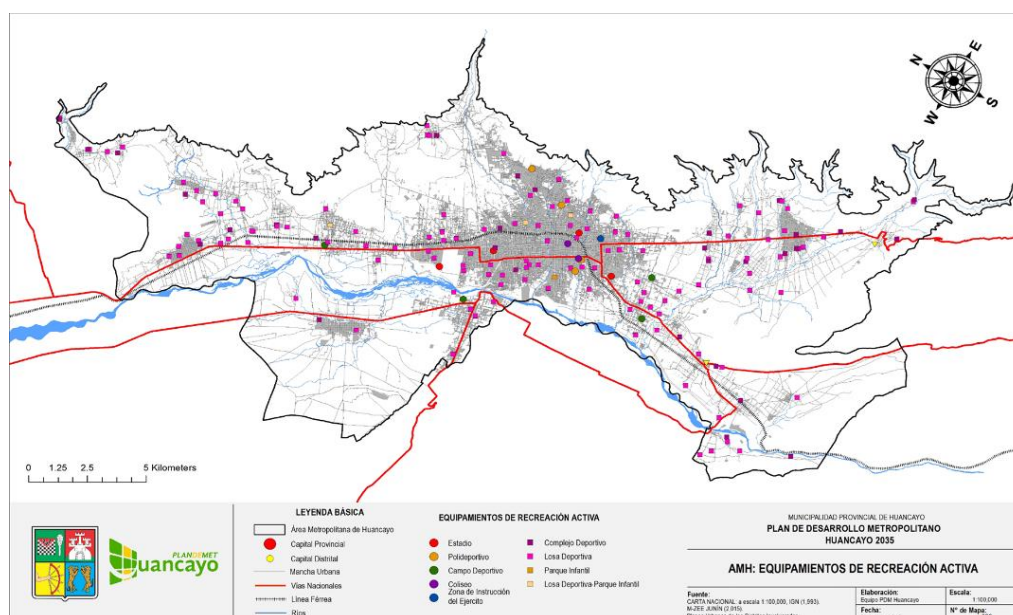 N
E
W
S
0 1.25 2.5 5 Kilometers
PLANDEMET
Huancayo
LEYENDA BÁSICA
Área Metropolitana de Huancayo
Capital Provincial
Capital Distrital
Mancha Urbana
Vias Nacionales
Línea Férrea
Ríos
EQUIPAMIENTOS DE RECREACIÓN ACTIVA
Estadio
Polideportivo
Campo Deportivo
Coliseo
Zona de Instrucción
del Ejercito
Complejo Deportivo
Losa Deportiva
Parque Infantil
Losa Deportiva-Parque Infantil
MUNICIPALIDAD PROVINCIAL DE HUANCAYO
PLAN DE DESARROLLO METROPOLITANO
HUANCAYO 2035
AMH: EQUIPAMIENTOS DE RECREACIÓN ACTIVA
Fuente:
CARTA NACIONAL: a escala 1:100,000, IGN (1,993).
M-ZEE JUNÍN (2,015).
Elaboración:
Equipo PDM Huancayo
Escala:
1:100,000
Fecha:
Nº de Mapa: